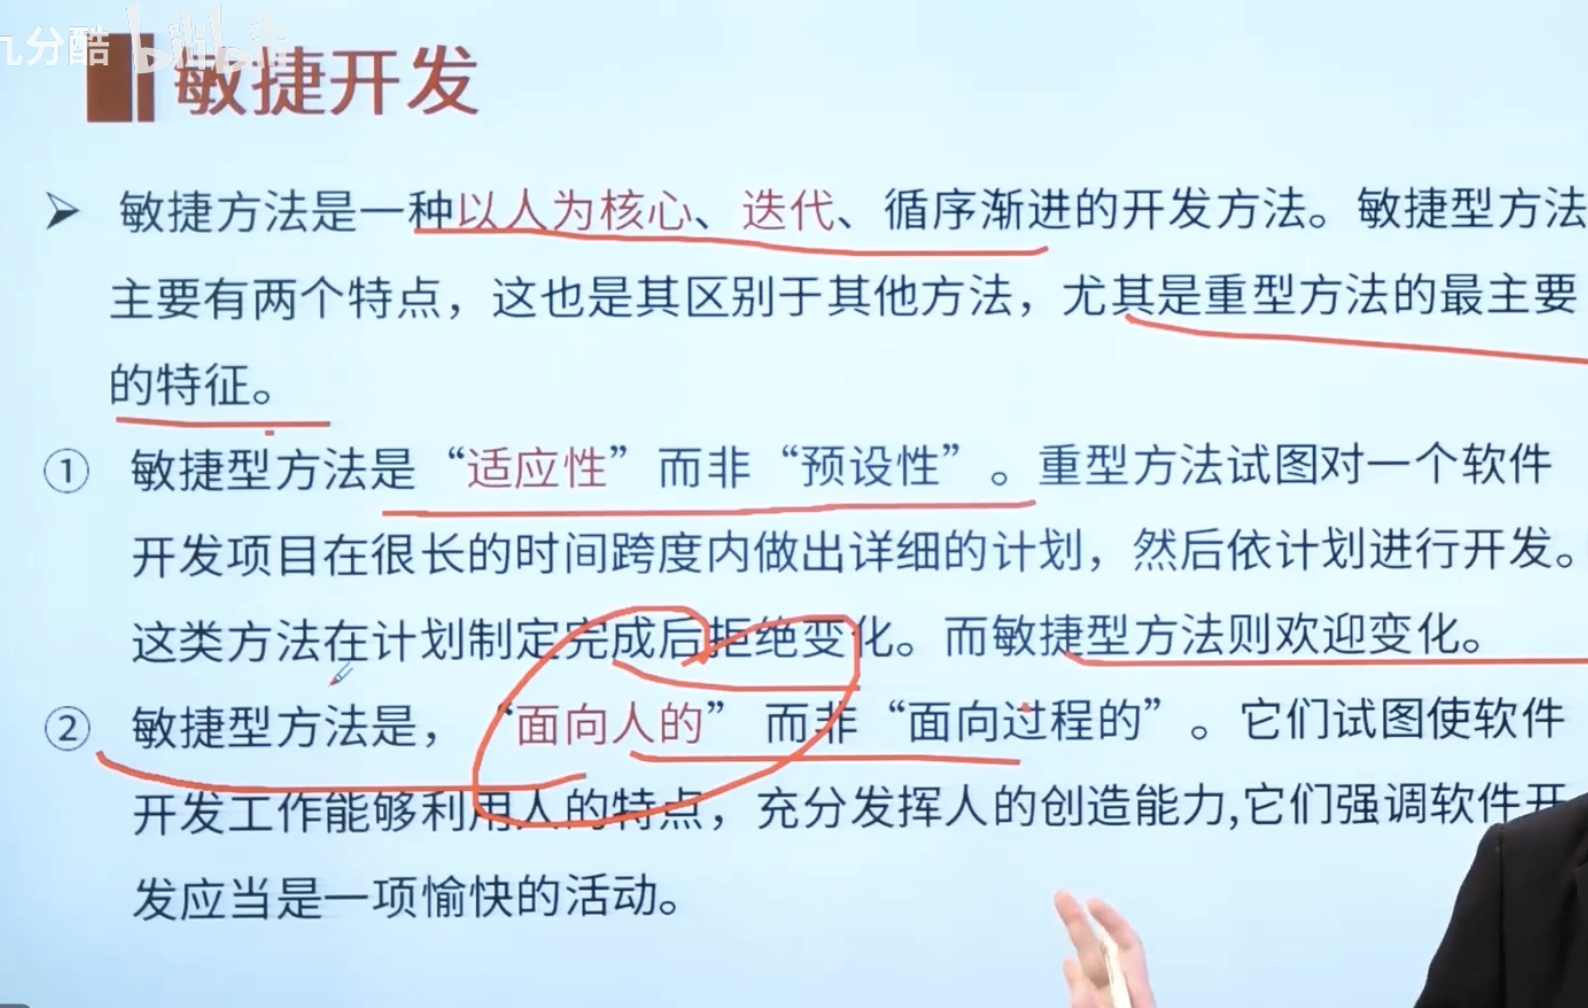 九分酷 bilibili
敏捷开发
敏捷方法是一种以人为核心、迭代、循序渐进的开发方法。敏捷型方法
主要有两个特点，这也是其区别于其他方法，尤其是重型方法的最主要
的特征。
① 敏捷型方法是“适应性”而非“预设性”。重型方法试图对一个软件
开发项目在很长的时间跨度内做出详细的计划，然后依计划进行开发。
这类方法在计划制定完成后拒绝变化。而敏捷型方法则欢迎变化。
② 敏捷型方法是，“面向人的”而非“面向过程的”。它们试图使软件
开发工作能够利用人的特点，充分发挥人的创造能力,它们强调软件开
发应当是一项愉快的活动。